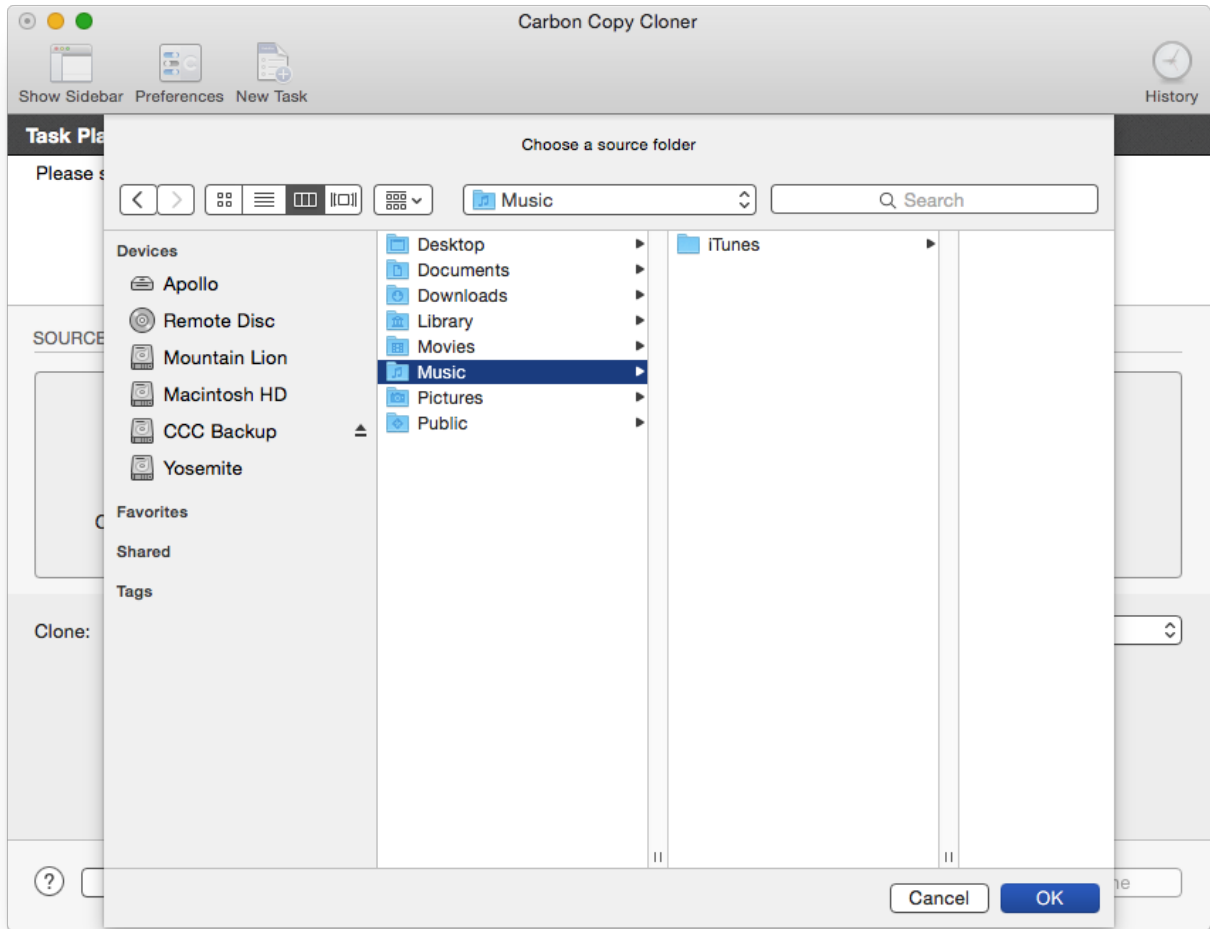 Carbon Copy Cloner
Show Sidebar Preferences New Task History
Task Pla
Please s
Choose a source folder
Music
Search
Devices
Apollo
Remote Disc
Mountain Lion
Macintosh HD
CCC Backup
Yosemite
Favorites
Shared
Tags
Desktop
Documents
Downloads
Library
Movies
Music
Pictures
Public
iTunes
SOURCE
C
Clone:
?
Cancel OK
ne